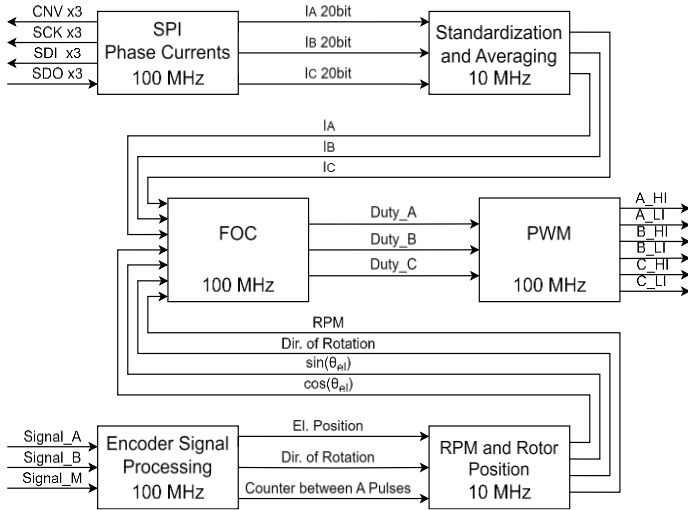 CNV x3
SCK x3
SDI x3
SDO x3
SPI
Phase Currents
100 MHz
IA 20bit
IB 20bit
IC 20bit
Standardization
and Averaging
10 MHz
IA
IB
IC
FOC
100 MHz
Duty_A
Duty_B
Duty_C
PWM
100 MHz
A_HI
A_LI
B_HI
B_LI
C_HI
C_LI
RPM
Dir. of Rotation
sin(θel)
cos(θel)
Signal_A
Signal_B
Signal_M
Encoder Signal
Processing
100 MHz
El. Position
Dir. of Rotation
Counter between A Pulses
RPM and Rotor
Position
10 MHz